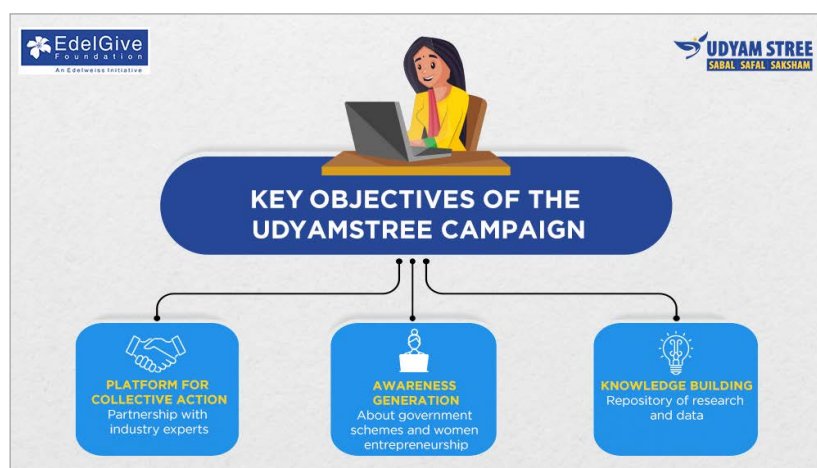 EdelGive
Foundation
An Edelweiss Initiative
UDYAM STREE
SABAL SAFAL SAKSHAM
KEY OBJECTIVES OF THE
UDYAMSTREE CAMPAIGN
PLATFORM FOR
COLLECTIVE ACTION
Partnership with
industry experts
AWARENESS
GENERATION
About government
schemes and women
entrepreneurship
KNOWLEDGE BUILDING
Repository of research
and data